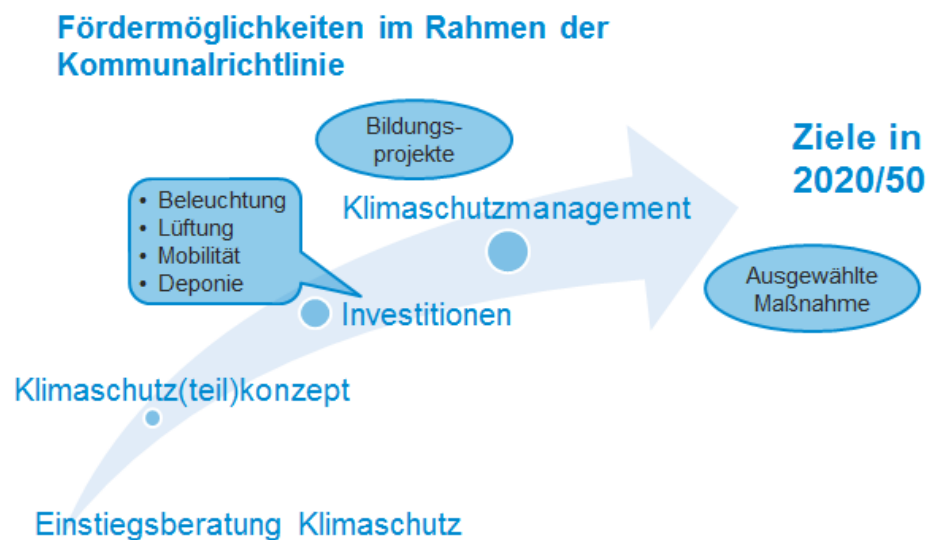 Fördermöglichkeiten im Rahmen der
Kommunalrichtlinie
Bildungs-
projekte
Ziele in
2020/50
• Beleuchtung
• Lüftung
• Mobilität
• Deponie
Klimaschutzmanagement
Ausgewählte
Maßnahme
Investitionen
Klimaschutz(teil)konzept
Einstiegsberatung Klimaschutz